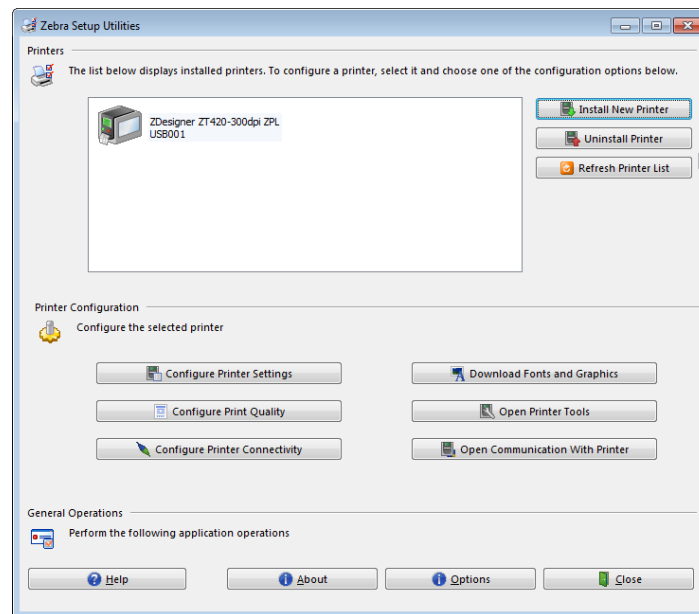 Zebra Setup Utilities
Printers
The list below displays installed printers. To configure a printer, select it and choose one of the configuration options below.
ZDesigner ZT420-300dpi ZPL
USB001
Install New Printer
Uninstall Printer
Refresh Printer List
Printer Configuration
Configure the selected printer
Configure Printer Settings
Download Fonts and Graphics
Configure Print Quality
Open Printer Tools
Configure Printer Connectivity
Open Communication With Printer
General Operations
Perform the following application operations
Help
About
Options
Close